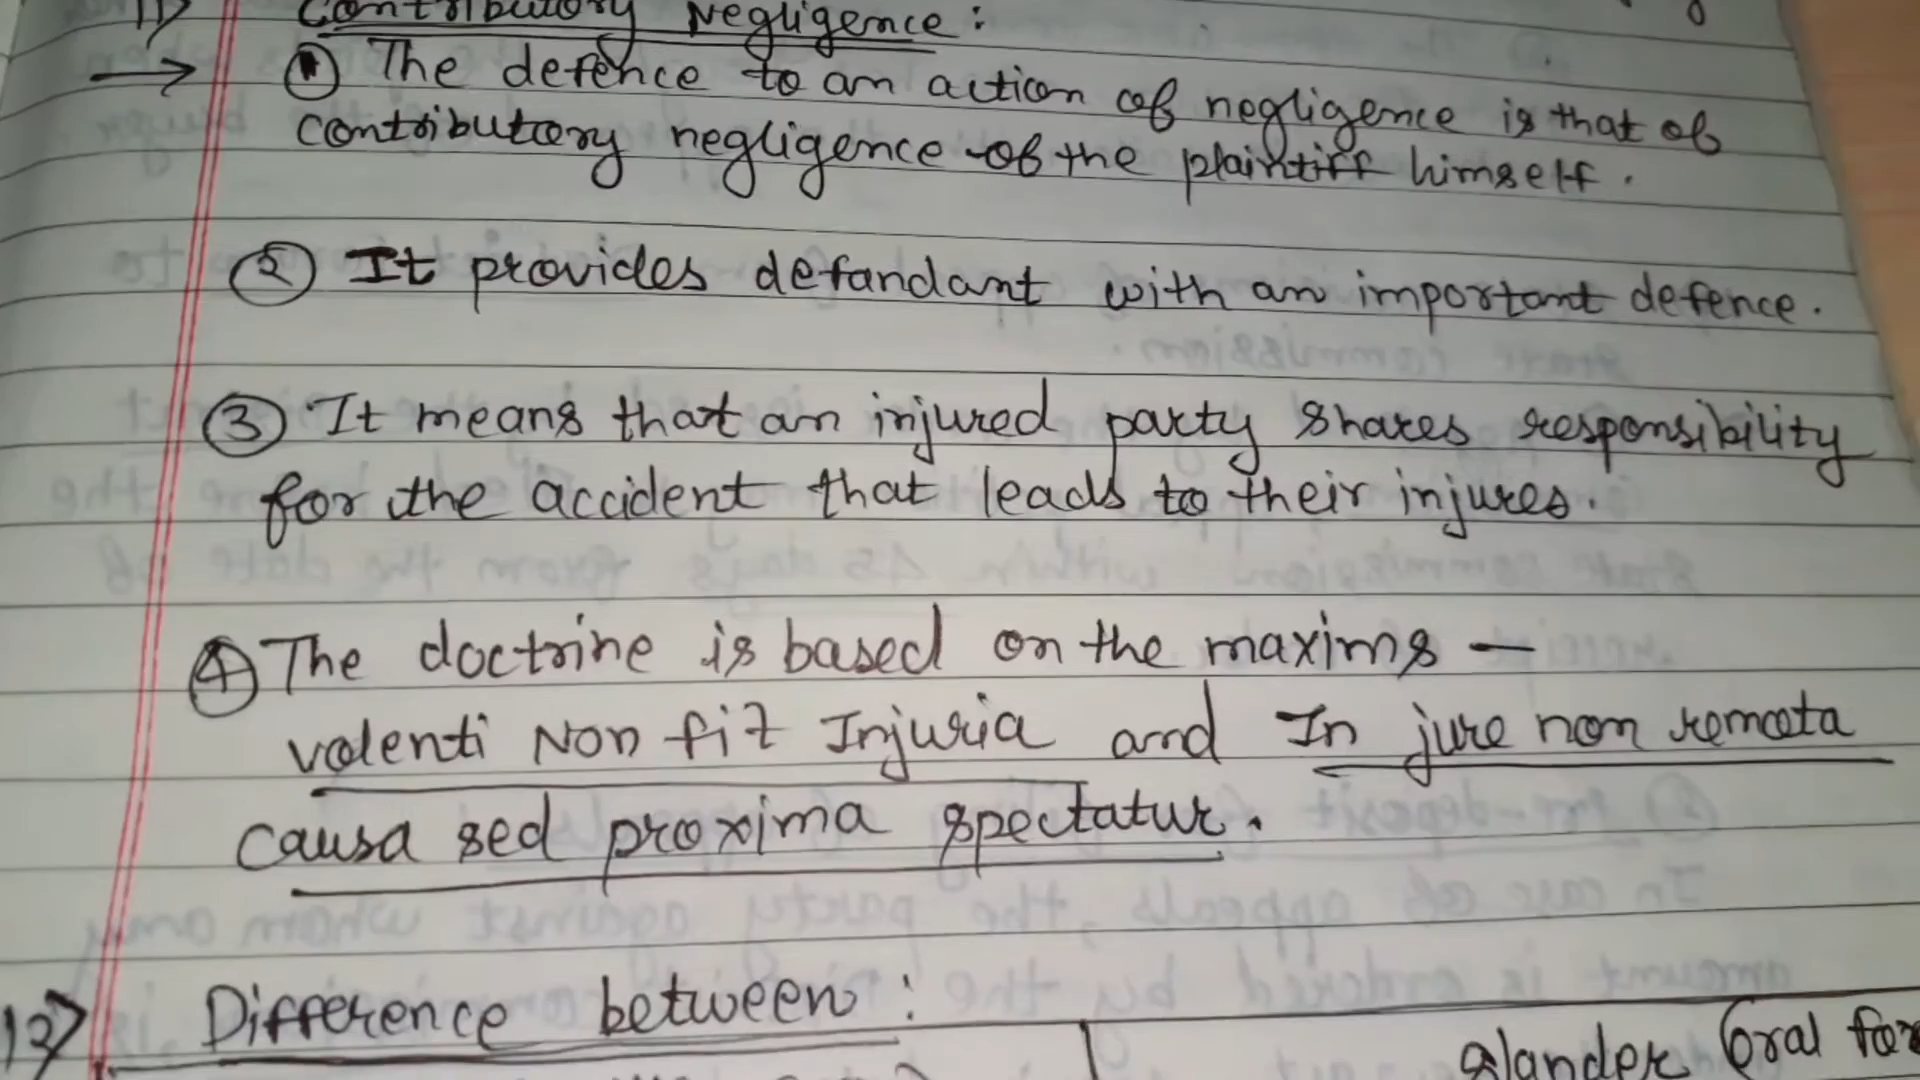 11) Contributory Negligence:
→ ① The defence to an action of negligence is that of
contributory negligence of the plaintiff himself.
② It provides defandant with an important defence.
③ It means that an injured party shares responsibility
for the accident that leads to their injures.
④ The doctrine is based on the maxims —
valenti Non fit Injuria and In jure non remota
causa sed proxima spectatur.
12) Difference between:
slander (oral for